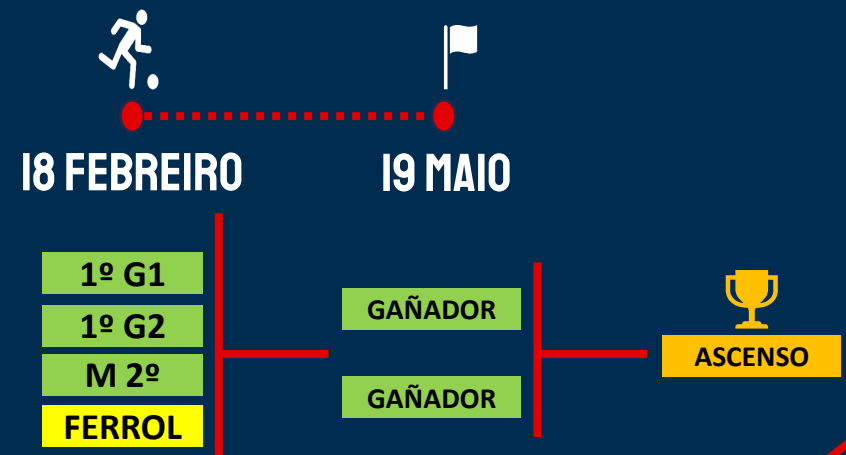 18 FEBREIRO
19 MAIO
1º G1
1º G2
M 2º
FERROL
GAÑADOR
GAÑADOR
ASCENSO